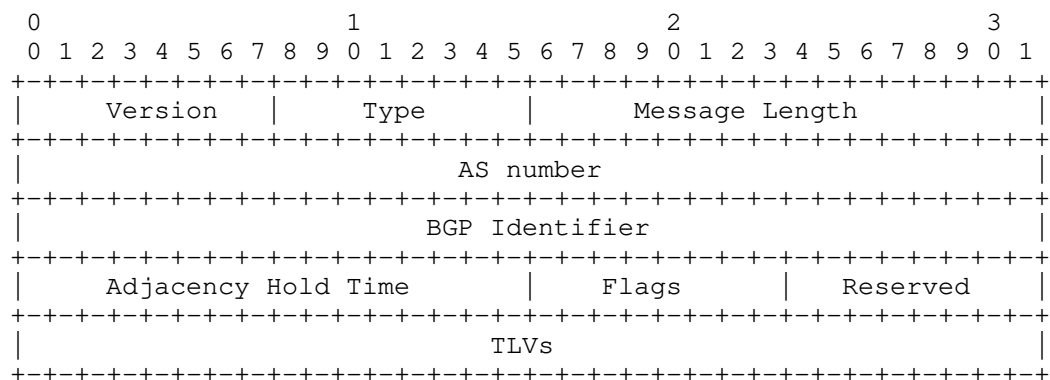 0                   1                   2                   3
 0 1 2 3 4 5 6 7 8 9 0 1 2 3 4 5 6 7 8 9 0 1 2 3 4 5 6 7 8 9 0 1
+-+-+-+-+-+-+-+-+-+-+-+-+-+-+-+-+-+-+-+-+-+-+-+-+-+-+-+-+-+-+-+-+
|     Version   |     Type      |      Message Length           |
+-+-+-+-+-+-+-+-+-+-+-+-+-+-+-+-+-+-+-+-+-+-+-+-+-+-+-+-+-+-+-+-+
|                           AS number                           |
+-+-+-+-+-+-+-+-+-+-+-+-+-+-+-+-+-+-+-+-+-+-+-+-+-+-+-+-+-+-+-+-+
|                         BGP Identifier                        |
+-+-+-+-+-+-+-+-+-+-+-+-+-+-+-+-+-+-+-+-+-+-+-+-+-+-+-+-+-+-+-+-+
|     Adjacency Hold Time       |    Flags      |   Reserved    |
+-+-+-+-+-+-+-+-+-+-+-+-+-+-+-+-+-+-+-+-+-+-+-+-+-+-+-+-+-+-+-+-+
|                             TLVs                              |
+-+-+-+-+-+-+-+-+-+-+-+-+-+-+-+-+-+-+-+-+-+-+-+-+-+-+-+-+-+-+-+-+